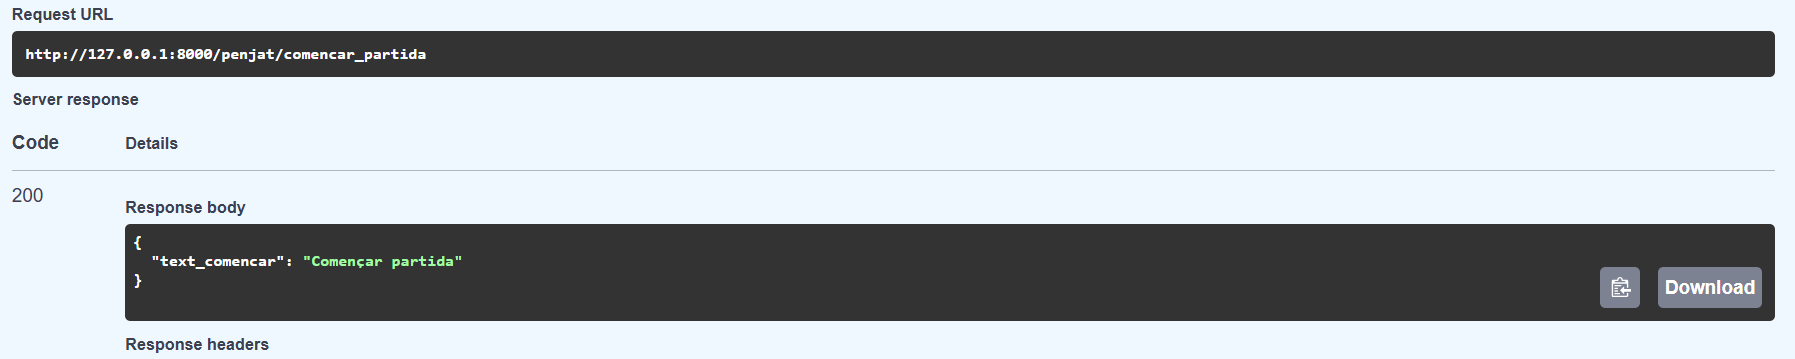 Request URL
http://127.0.0.1:8000/penjat/comencar_partida
Server response
Code Details
200
Response body
{
"text_comencar": "Començar partida"
}
Download
Response headers